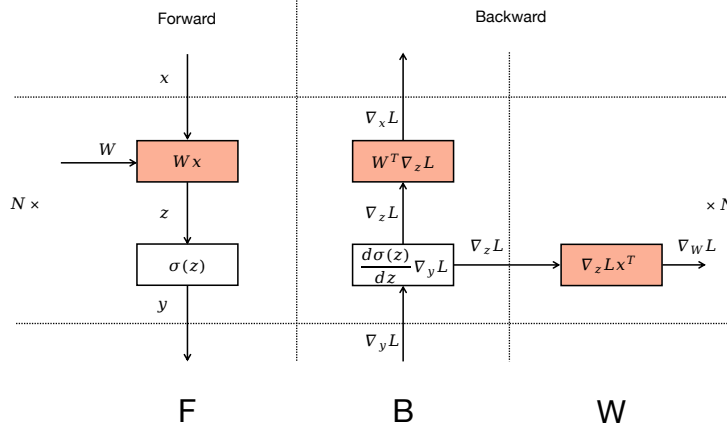 Forward
Backward
x
∇ₓL
W
Wx
Wᵀ∇_zL
N ×
× N
z
∇_zL
∇_zL
∇_WL
σ(z)
dσ(z)/dz ∇_yL
∇_zLxᵀ
y
∇_yL
F
B
W